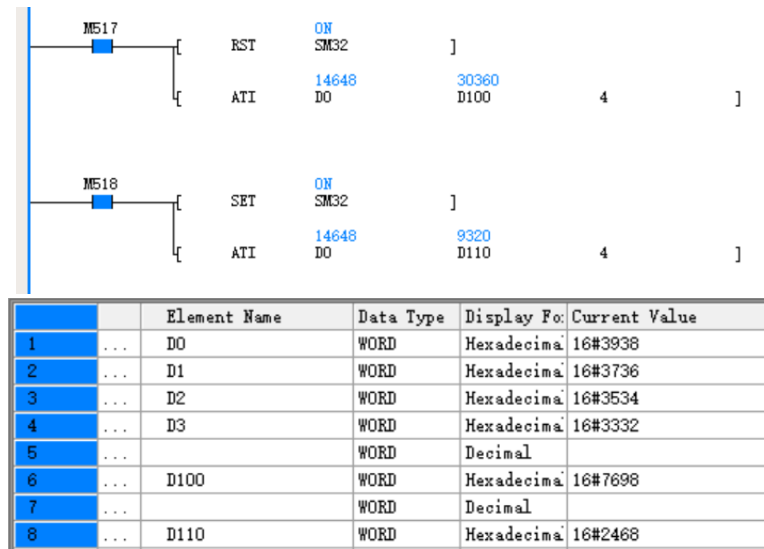 M517 ON
[ RST SM32 ]
14648 30360
[ ATI D0 D100 4 ]
M518 ON
[ SET SM32 ]
14648 9320
[ ATI D0 D110 4 ]
Element Name Data Type Display Fo: Current Value
1 ... D0 WORD Hexadecima 16#3938
2 ... D1 WORD Hexadecima 16#3736
3 ... D2 WORD Hexadecima 16#3534
4 ... D3 WORD Hexadecima 16#3332
5 ... WORD Decimal
6 ... D100 WORD Hexadecima 16#7698
7 ... WORD Decimal
8 ... D110 WORD Hexadecima 16#2468